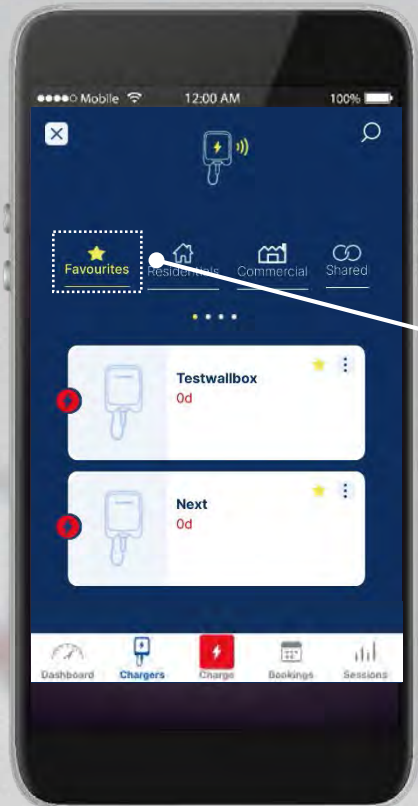 Mobile 12:00 AM 100%
Favourites Residentials Commercial Shared
Testwallbox
0d
Next
0d
Dashboard Chargers Charge Bookings Sessions